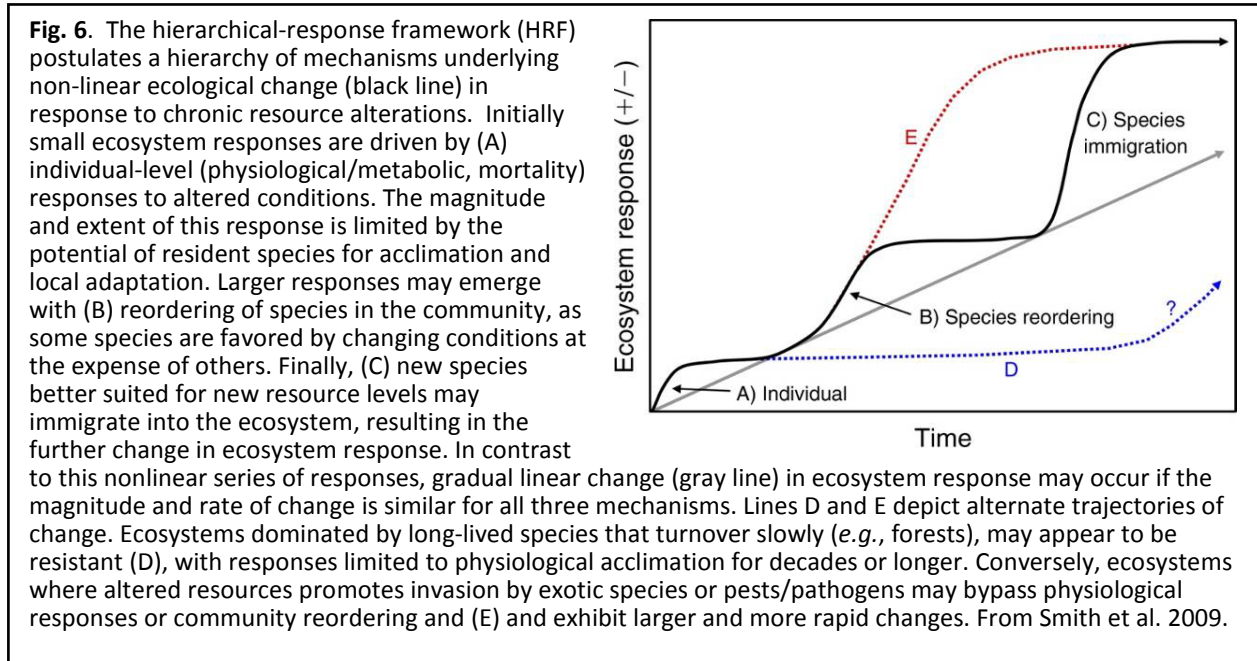 Fig. 6.  The hierarchical-response framework (HRF)
postulates a hierarchy of mechanisms underlying
non-linear ecological change (black line) in
response to chronic resource alterations.  Initially
small ecosystem responses are driven by (A)
individual-level (physiological/metabolic, mortality)
responses to altered conditions. The magnitude
and extent of this response is limited by the
potential of resident species for acclimation and
local adaptation. Larger responses may emerge
with (B) reordering of species in the community, as
some species are favored by changing conditions at
the expense of others. Finally, (C) new species
better suited for new resource levels may
immigrate into the ecosystem, resulting in the
further change in ecosystem response. In contrast
to this nonlinear series of responses, gradual linear change (gray line) in ecosystem response may occur if the
magnitude and rate of change is similar for all three mechanisms. Lines D and E depict alternate trajectories of
change. Ecosystems dominated by long-lived species that turnover slowly (e.g., forests), may appear to be
resistant (D), with responses limited to physiological acclimation for decades or longer. Conversely, ecosystems
where altered resources promotes invasion by exotic species or pests/pathogens may bypass physiological
responses or community reordering and (E) and exhibit larger and more rapid changes. From Smith et al. 2009.
Ecosystem response (+/−)
E
C) Species
immigration
B) Species reordering
?
D
A) Individual
Time